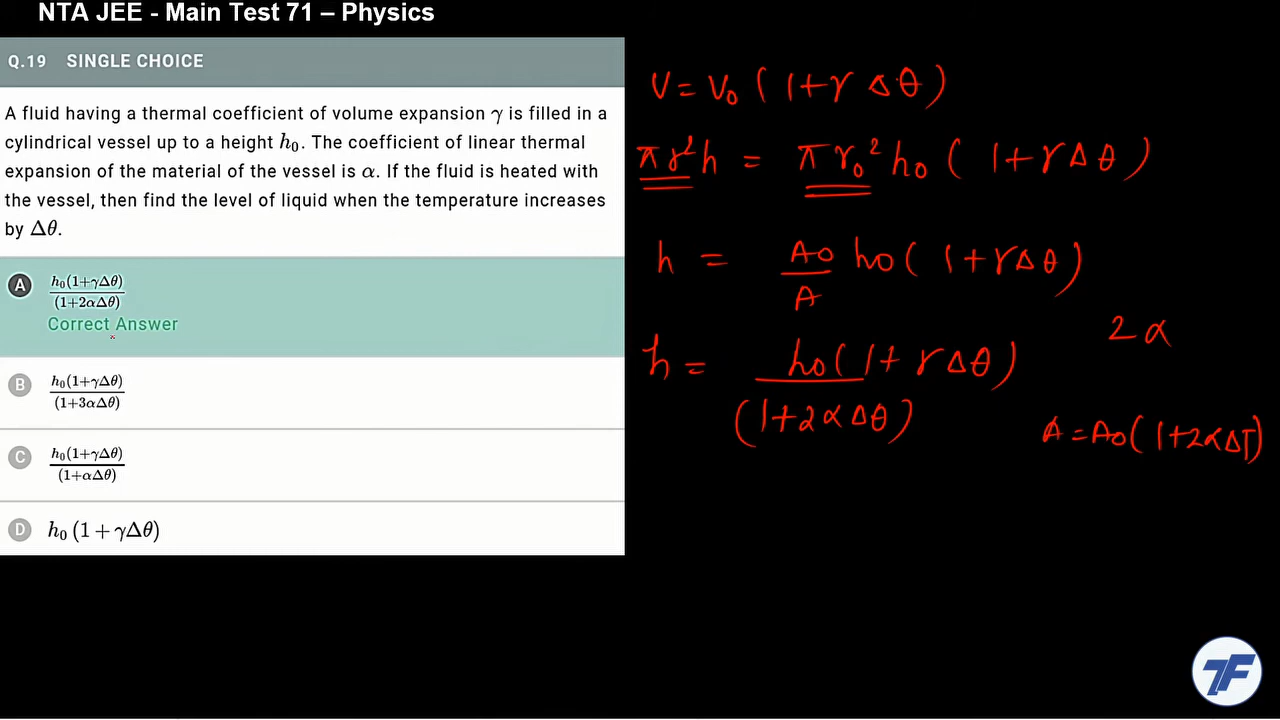 NTA JEE - Main Test 71 – Physics
Q.19 SINGLE CHOICE
A fluid having a thermal coefficient of volume expansion γ is filled in a
cylindrical vessel up to a height h₀. The coefficient of linear thermal
expansion of the material of the vessel is α. If the fluid is heated with
the vessel, then find the level of liquid when the temperature increases
by Δθ.
A h₀(1+γΔθ)
(1+2αΔθ)
Correct Answer
B h₀(1+γΔθ)
(1+3αΔθ)
C h₀(1+γΔθ)
(1+αΔθ)
D h₀ (1 + γΔθ)
V = V₀ ( 1 + γ Δθ )
πr²h = πr₀² h₀ ( 1 + γ Δθ )
h = A₀ h₀ ( 1 + γΔθ )
A
2α
h = h₀ ( 1 + γ Δθ )
(1+2αΔθ)
A = A₀ ( 1+2αΔT)
TF